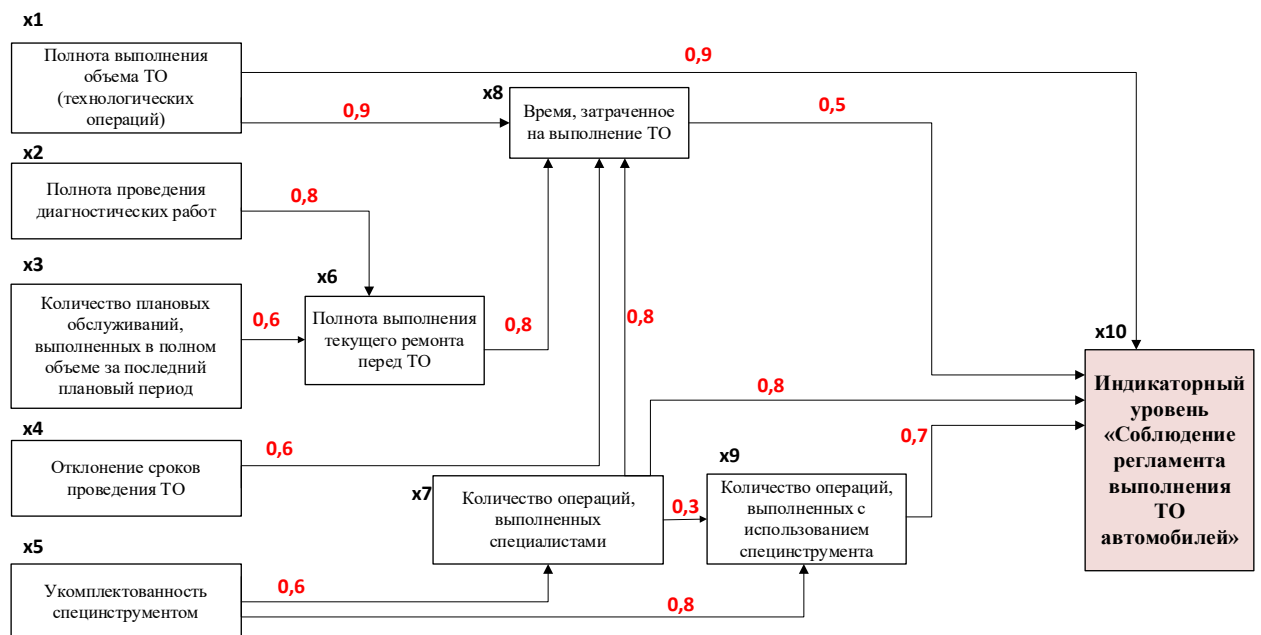 x1
Полнота выполнения
объема ТО
(технологических
операций)
0,9
0,9
x8
Время, затраченное
на выполнение ТО
0,5
x2
Полнота проведения
диагностических работ
0,8
x3
Количество плановых
обслуживаний,
выполненных в полном
объеме за последний
плановый период
0,6
x6
Полнота выполнения
текущего ремонта
перед ТО
0,8
0,8
x10
Индикаторный
уровень
«Соблюдение
регламента
выполнения
ТО
автомобилей»
0,8
0,7
x4
Отклонение сроков
проведения ТО
0,6
x7
Количество операций,
выполненных
специалистами
0,3
x9
Количество операций,
выполненных с
использованием
специнструмента
x5
Укомплектованность
специнструментом
0,6
0,8